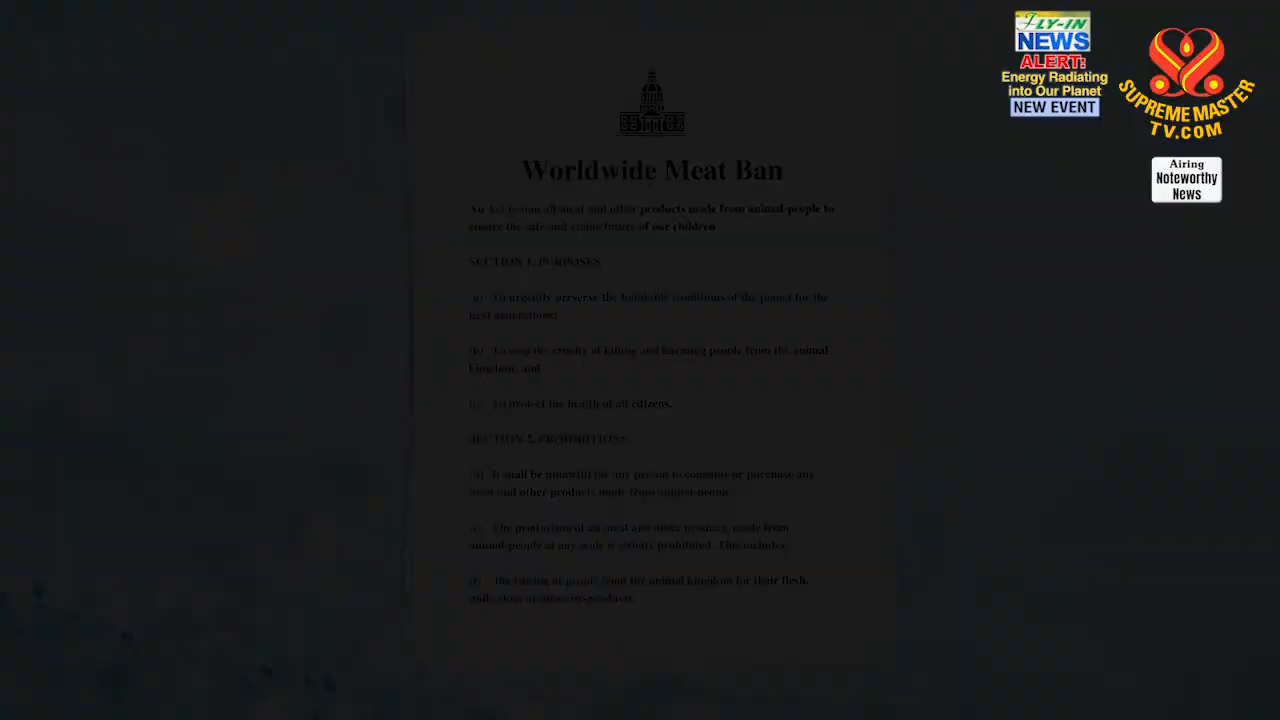 FLY-IN
NEWS
ALERT:
Energy Radiating
into Our Planet
NEW EVENT
SUPREME MASTER
TV.COM
Airing
Noteworthy
News
Worldwide Meat Ban
An Act to ban all meat and other products made from animal-people to
ensure the safe and viable future of our children
SECTION 1. PURPOSES
(a) To urgently preserve the habitable conditions of the planet for the
next generations;
(b) To stop the cruelty of killing and harming people from the animal
kingdom; and
(c) To protect the health of all citizens.
SECTION 2. PROHIBITIONS
It shall be unlawful for any person to consume or purchase any
meat and other products made from animal-people.
The production of all meat and other products made from
animal-people at any scale is strictly prohibited. This includes:
the raising of people from the animal kingdom for their flesh,
milk, skin, or other by-products